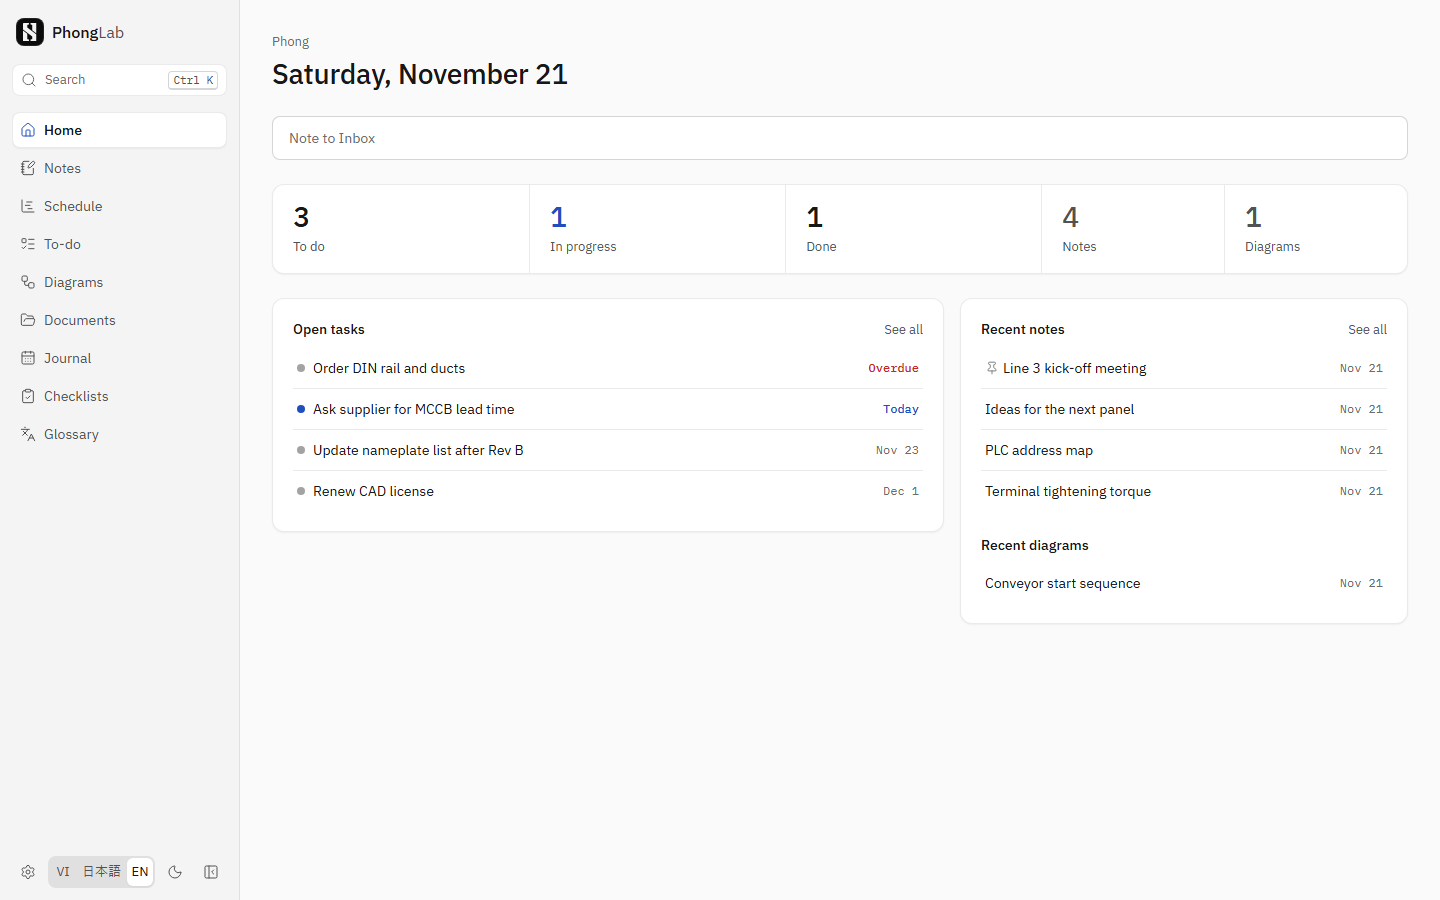 PhongLab
Search Ctrl K
Home
Notes
Schedule
To-do
Diagrams
Documents
Journal
Checklists
Glossary
VI 日本語 EN
Phong
Saturday, November 21
Note to Inbox
3 1 1 4 1
To do In progress Done Notes Diagrams
Open tasks See all
Order DIN rail and ducts Overdue
Ask supplier for MCCB lead time Today
Update nameplate list after Rev B Nov 23
Renew CAD license Dec 1
Recent notes See all
Line 3 kick-off meeting Nov 21
Ideas for the next panel Nov 21
PLC address map Nov 21
Terminal tightening torque Nov 21
Recent diagrams
Conveyor start sequence Nov 21